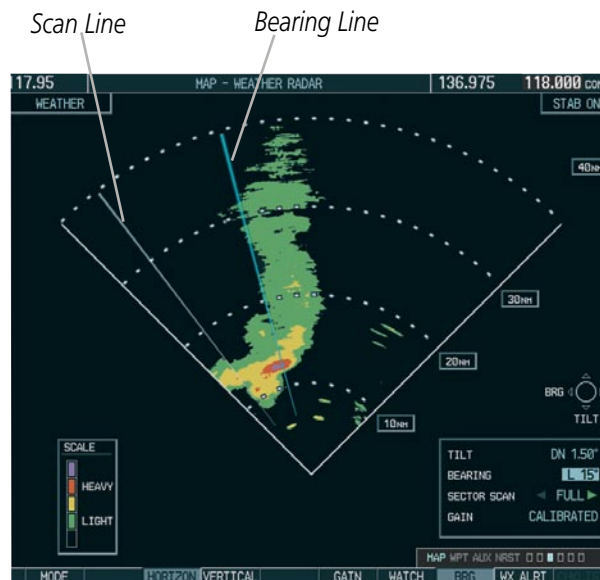 Scan Line
Bearing Line
17.95
MAP - WEATHER RADAR
136.975
118.000 COM
WEATHER
STAB ON
40NM
30NM
20NM
10NM
BRG
TILT
SCALE
HEAVY
LIGHT
TILT DN 1.50°
BEARING L 15°
SECTOR SCAN FULL
GAIN CALIBRATED
MAP WPT AUX NRST
MODE
HORIZON
VERTICAL
GAIN
WATCH
BRG
WX ALRT